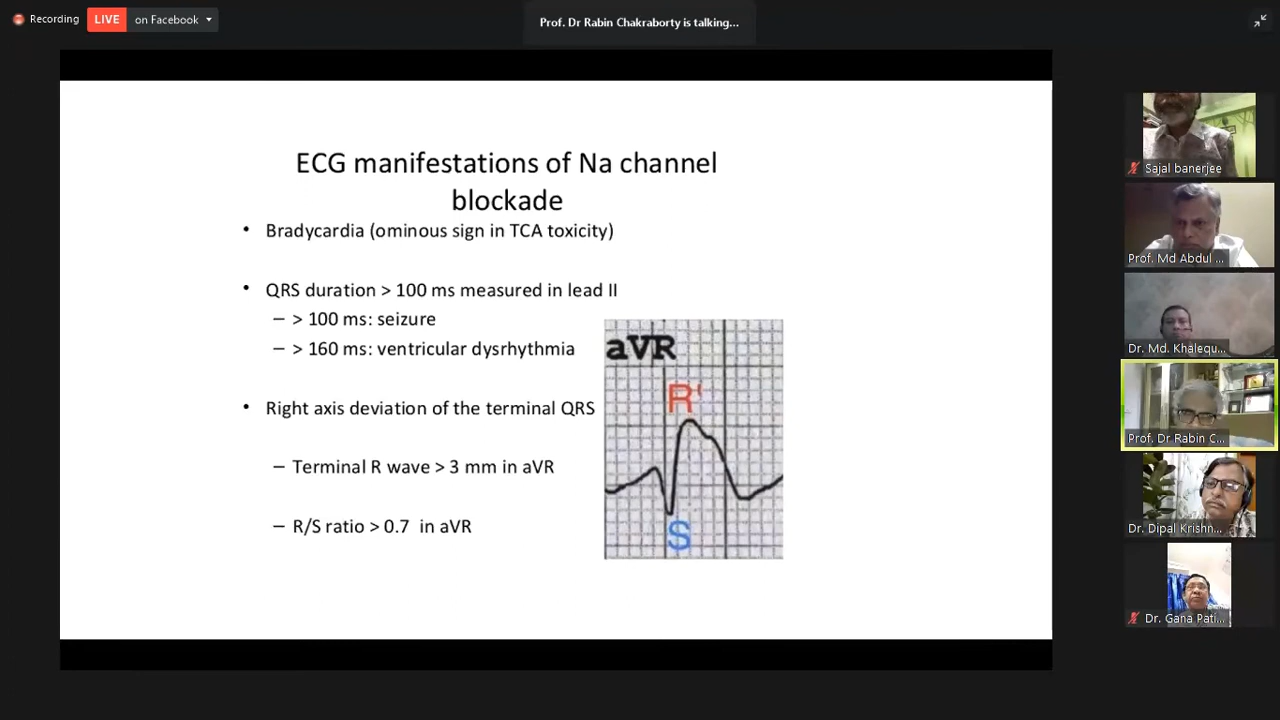 Recording
LIVE on Facebook
Prof. Dr Rabin Chakraborty is talking...
ECG manifestations of Na channel
blockade
• Bradycardia (ominous sign in TCA toxicity)
• QRS duration > 100 ms measured in lead II
– > 100 ms: seizure
– > 160 ms: ventricular dysrhythmia
• Right axis deviation of the terminal QRS
– Terminal R wave > 3 mm in aVR
– R/S ratio > 0.7 in aVR
aVR
R'
S
Sajal banerjee
Prof. Md Abdul ...
Dr. Md. Khalequ...
Prof. Dr Rabin C...
Dr. Dipal Krishn...
Dr. Gana Pati...